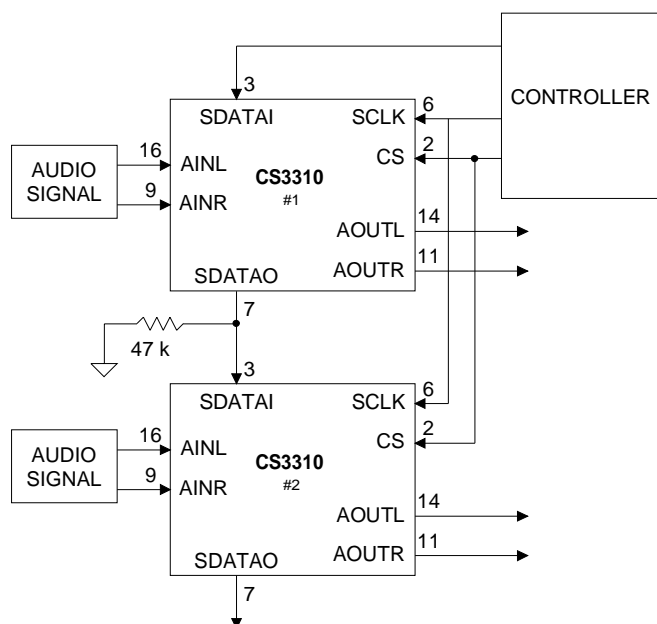 3
CONTROLLER
SDATAI
SCLK
6
AUDIO
SIGNAL
16
AINL
CS3310
CS
2
9
AINR
#1
AOUTL
14
AOUTR
11
SDATAO
7
47 k
3
SDATAI
SCLK
6
AUDIO
SIGNAL
16
AINL
CS3310
CS
2
9
AINR
#2
AOUTL
14
AOUTR
11
SDATAO
7